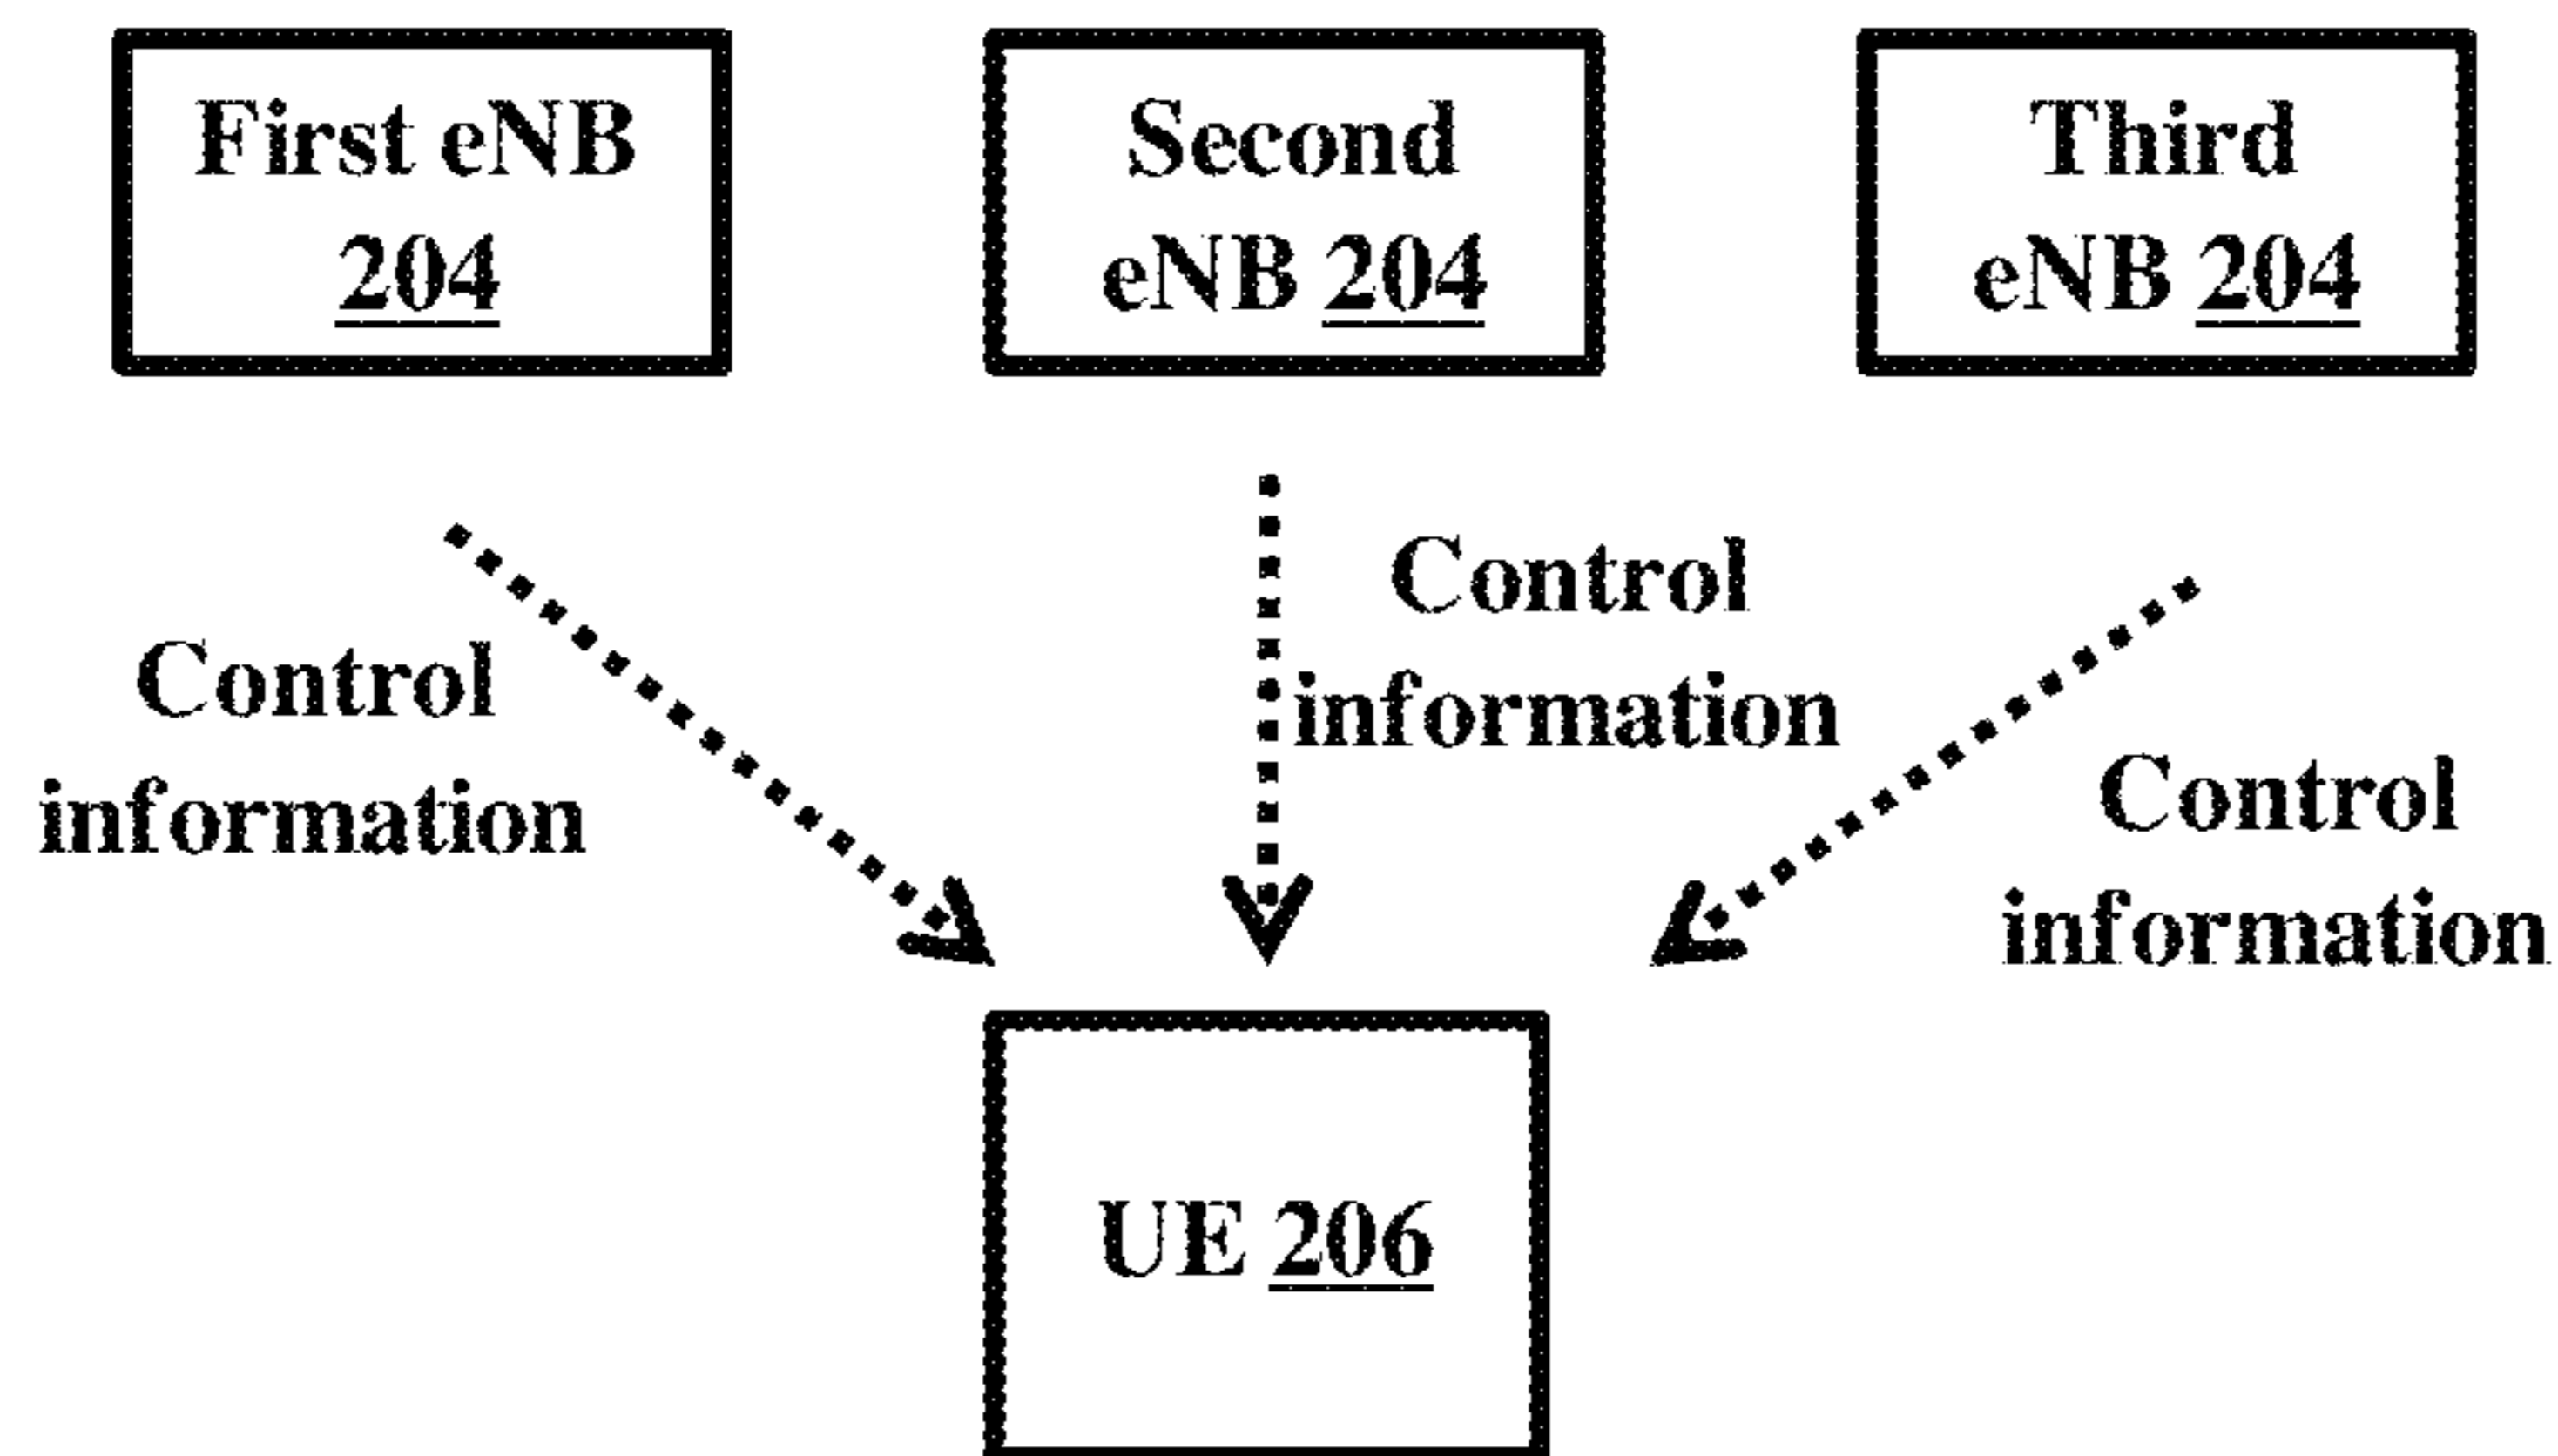 First eNB
204
Second
eNB 204
Third
eNB 204
Control
information
Control
information
Control
information
UE 206